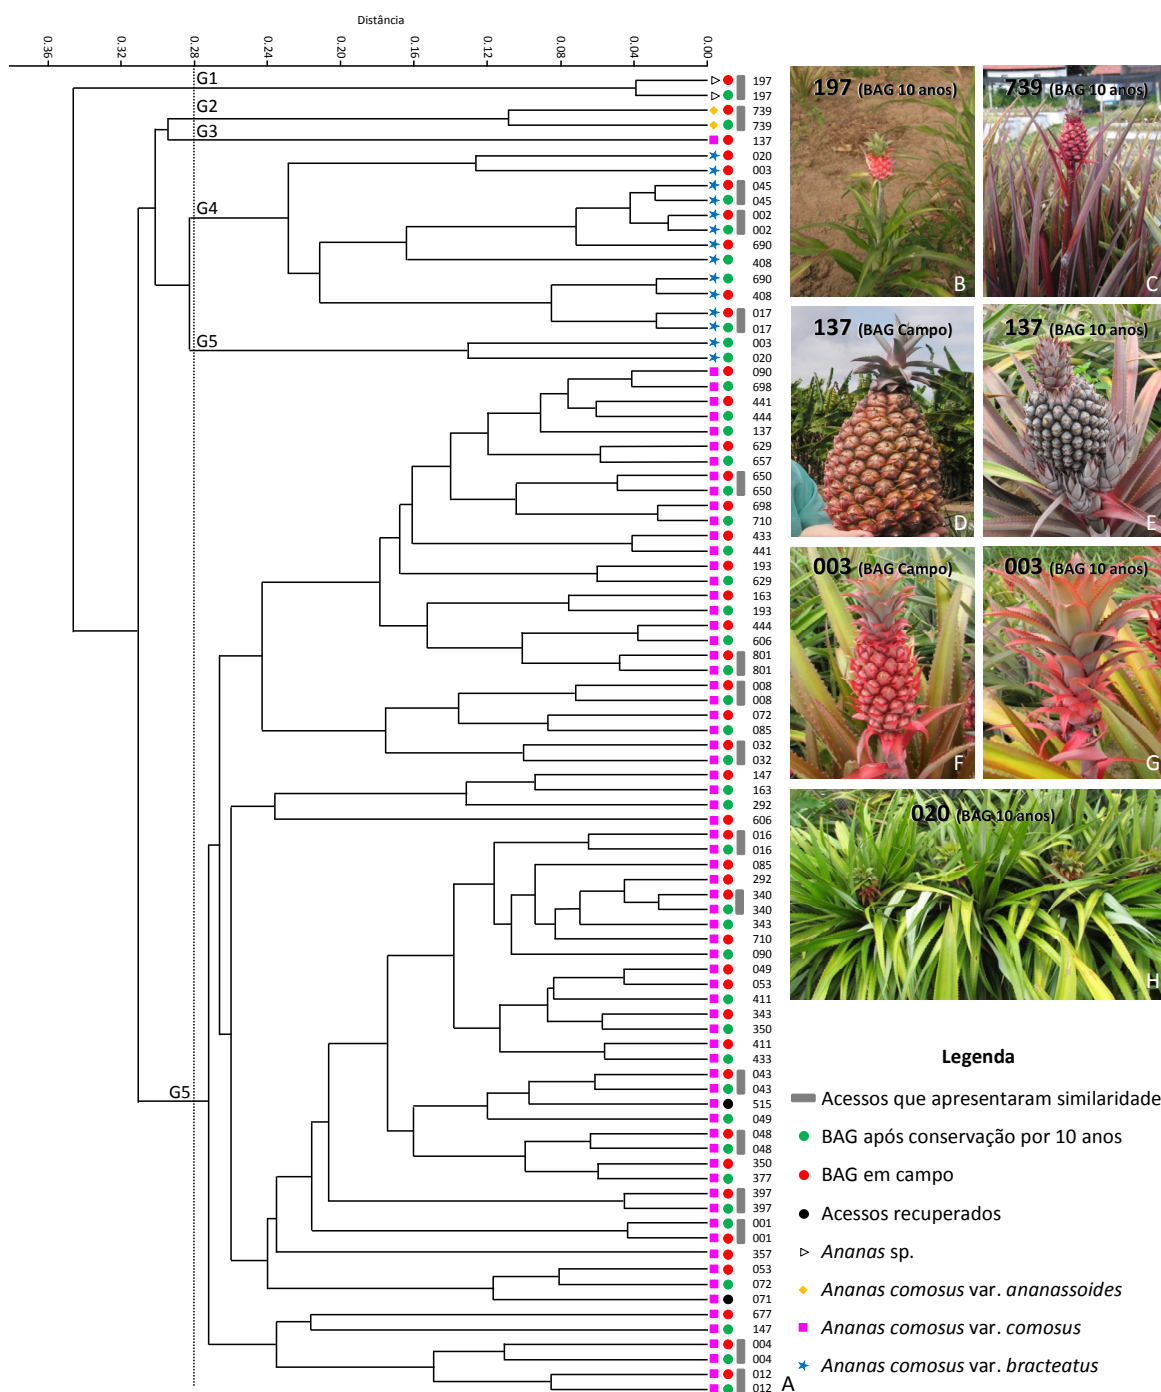 Distância
0.36 0.32 0.28 0.24 0.20 0.16 0.12 0.08 0.04 0.00
G1
197
197
G2
739
739
G3
137
020
003
045
045
G4
002
002
690
408
690
408
017
017
G5
003
020
090
698
441
444
137
629
657
650
650
698
710
433
441
193
629
163
193
444
606
801
801
008
008
072
085
032
032
147
163
292
606
016
016
085
292
340
340
343
710
090
049
053
411
343
350
411
433
043
043
G5
515
049
048
048
350
377
397
397
001
001
357
053
072
071
677
147
004
004
012
012
A
197 (BAG 10 anos)
B
739 (BAG 10 anos)
C
137 (BAG Campo)
D
137 (BAG 10 anos)
E
003 (BAG Campo)
F
003 (BAG 10 anos)
G
020 (BAG 10 anos)
H
Legenda
Acessos que apresentaram similaridade
BAG após conservação por 10 anos
BAG em campo
Acessos recuperados
Ananas sp.
Ananas comosus var. ananassoides
Ananas comosus var. comosus
Ananas comosus var. bracteatus